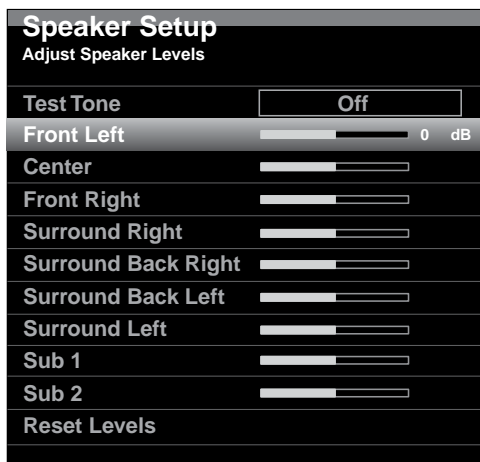 Speaker Setup
Adjust Speaker Levels
Test Tone Off
Front Left 0 dB
Center
Front Right
Surround Right
Surround Back Right
Surround Back Left
Surround Left
Sub 1
Sub 2
Reset Levels